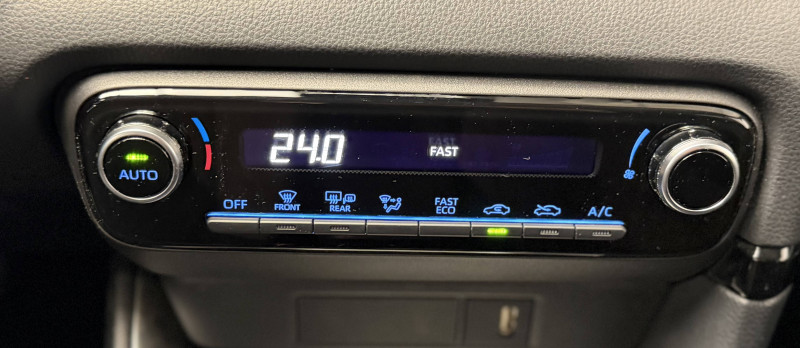 24.0 FAST
AUTO
OFF FRONT REAR FAST ECO A/C